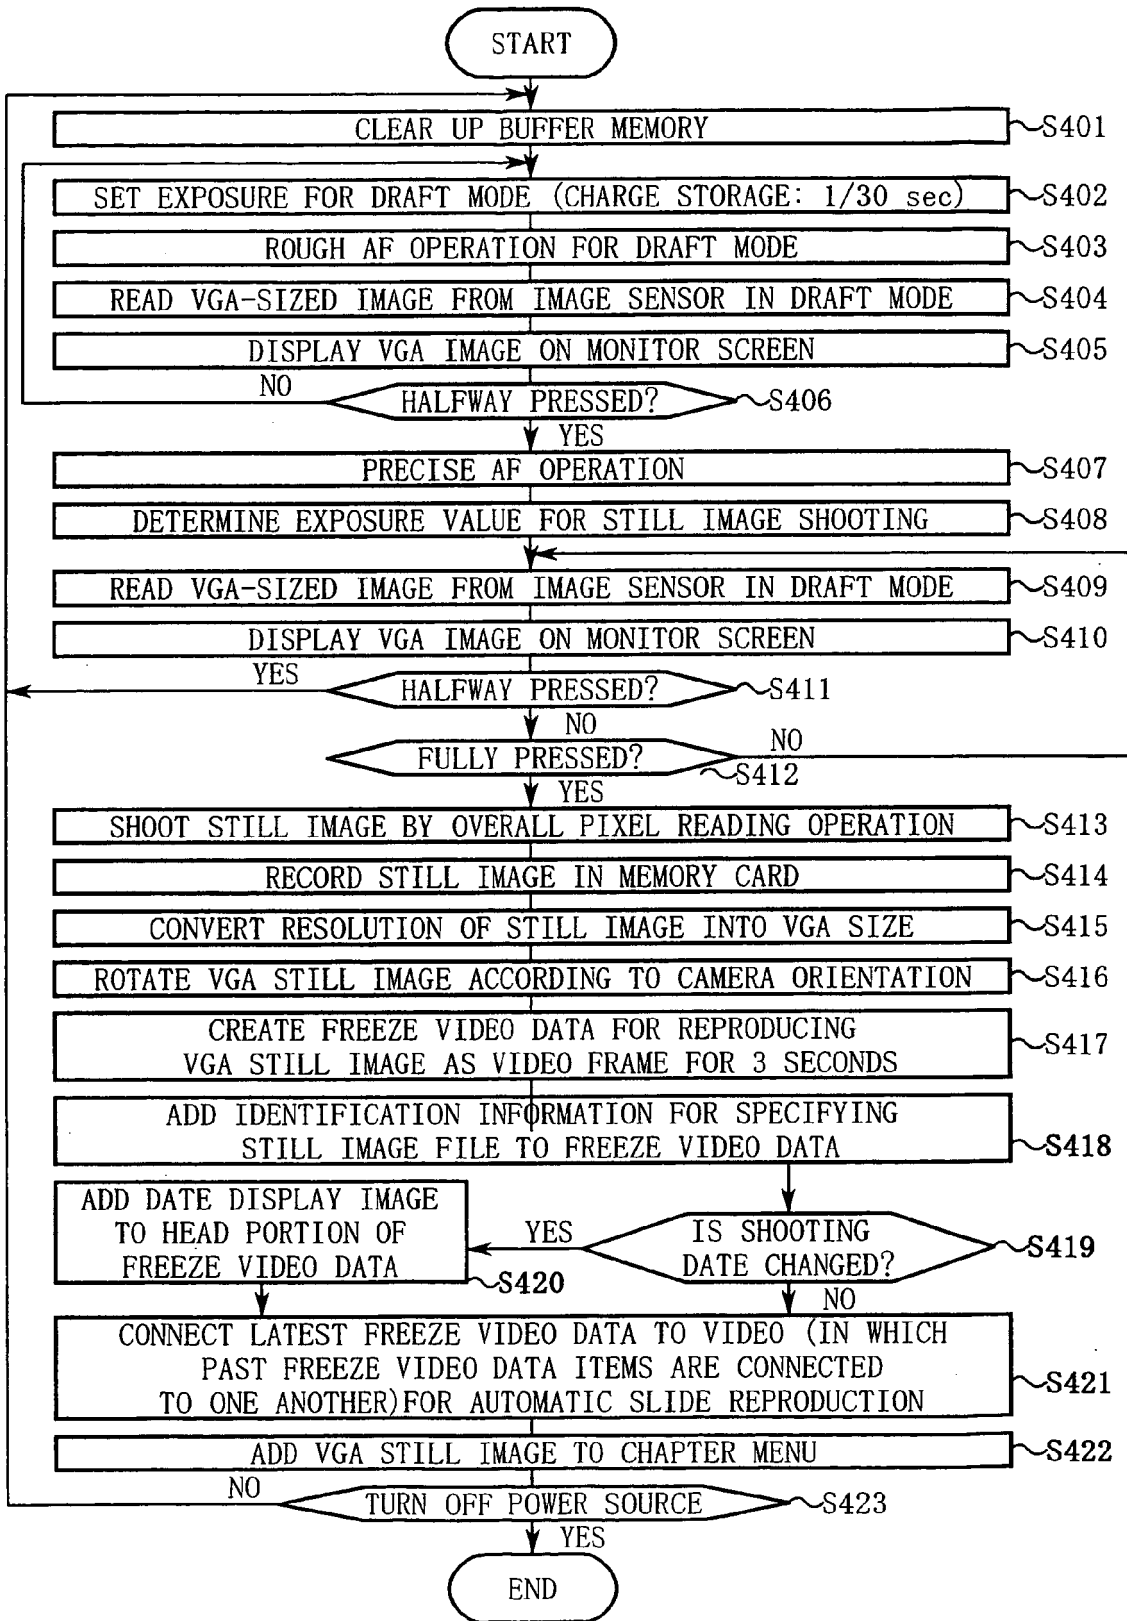 START
CLEAR UP BUFFER MEMORY
S401
SET EXPOSURE FOR DRAFT MODE (CHARGE STORAGE: 1/30 sec)
S402
ROUGH AF OPERATION FOR DRAFT MODE
S403
READ VGA-SIZED IMAGE FROM IMAGE SENSOR IN DRAFT MODE
S404
DISPLAY VGA IMAGE ON MONITOR SCREEN
S405
NO
HALFWAY PRESSED?
S406
YES
PRECISE AF OPERATION
S407
DETERMINE EXPOSURE VALUE FOR STILL IMAGE SHOOTING
S408
READ VGA-SIZED IMAGE FROM IMAGE SENSOR IN DRAFT MODE
S409
DISPLAY VGA IMAGE ON MONITOR SCREEN
S410
YES
HALFWAY PRESSED?
S411
NO
FULLY PRESSED?
NO
S412
YES
SHOOT STILL IMAGE BY OVERALL PIXEL READING OPERATION
S413
RECORD STILL IMAGE IN MEMORY CARD
S414
CONVERT RESOLUTION OF STILL IMAGE INTO VGA SIZE
S415
ROTATE VGA STILL IMAGE ACCORDING TO CAMERA ORIENTATION
S416
CREATE FREEZE VIDEO DATA FOR REPRODUCING
VGA STILL IMAGE AS VIDEO FRAME FOR 3 SECONDS
S417
ADD IDENTIFICATION INFORMATION FOR SPECIFYING
STILL IMAGE FILE TO FREEZE VIDEO DATA
S418
ADD DATE DISPLAY IMAGE
TO HEAD PORTION OF
FREEZE VIDEO DATA
S420
YES
IS SHOOTING
DATE CHANGED?
S419
NO
CONNECT LATEST FREEZE VIDEO DATA TO VIDEO (IN WHICH
PAST FREEZE VIDEO DATA ITEMS ARE CONNECTED
TO ONE ANOTHER)FOR AUTOMATIC SLIDE REPRODUCTION
S421
ADD VGA STILL IMAGE TO CHAPTER MENU
S422
NO
TURN OFF POWER SOURCE
S423
YES
END